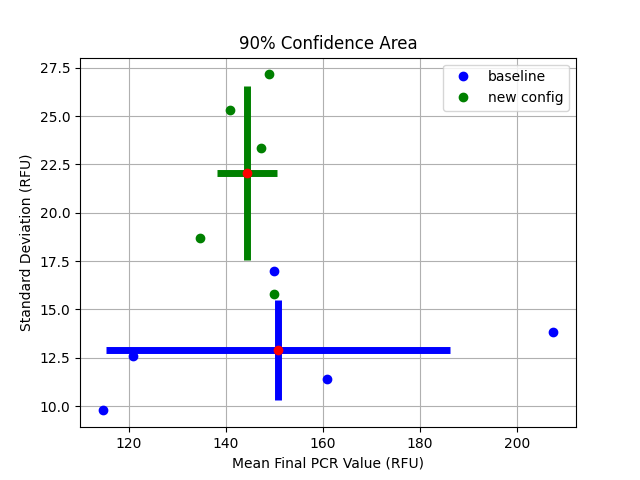 90% Confidence Area
baseline
new config
27.5
25.0
22.5
20.0
17.5
15.0
12.5
10.0
Standard Deviation (RFU)
120 140 160 180 200
Mean Final PCR Value (RFU)